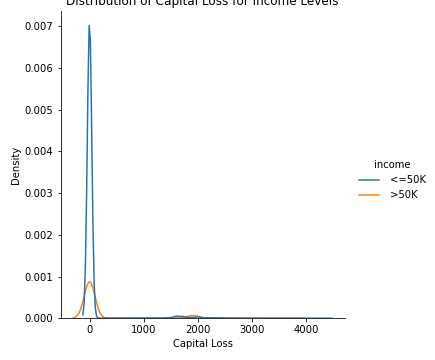 Distribution of Capital Loss for Income Levels
0.007
0.006
0.005
0.004
0.003
0.002
0.001
0.000
Density
0 1000 2000 3000 4000
Capital Loss
income
<=50K
>50K